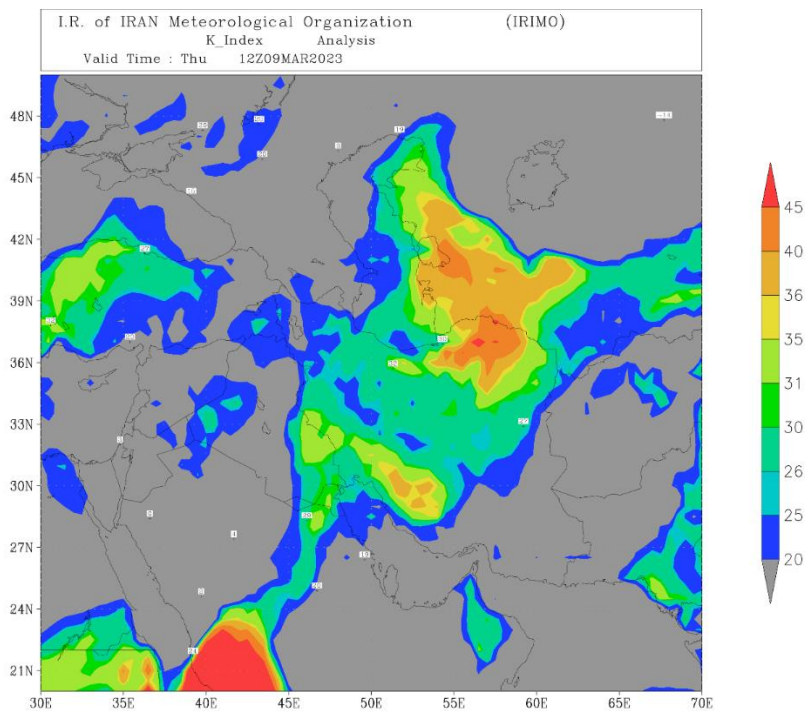 I.R. of IRAN Meteorological Organization (IRIMO)
K_Index Analysis
Valid Time : Thu 12Z09MAR2023
48N
45N
42N
39N
36N
33N
30N
27N
24N
21N
30E 35E 40E 45E 50E 55E 60E 65E 70E
45
40
36
35
31
30
26
25
20